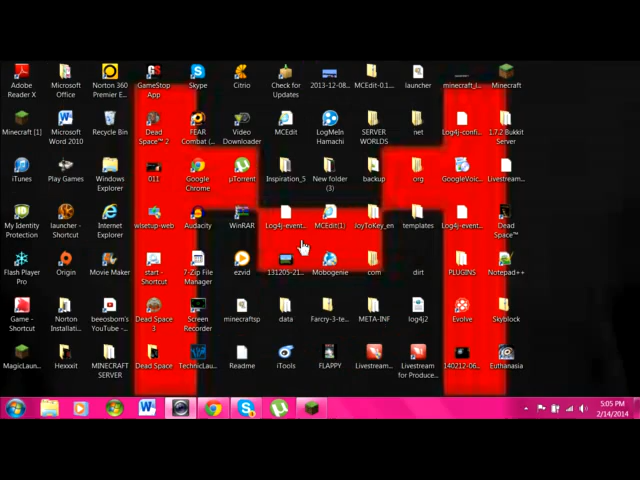 Adobe Reader X
Microsoft Office
Norton 360 Premier E...
GameStop App
Skype
Citrio
Check for Updates
2013-12-08...
MCEdit-0.1...
launcher
minecraft_l...
Minecraft
Minecraft [1]
Microsoft Word 2010
Recycle Bin
Dead Space™ 2
FEAR Combat (...
Video Downloader
MCEdit
LogMeIn Hamachi
SERVER WORLDS
net
Log4j-confi...
1.7.2 Bukkit Server
iTunes
Play Games
Windows Explorer
011
Google Chrome
µTorrent
Inspiration_5
New folder (3)
backup
org
GoogleVoic...
Livestream...
My Identity Protection
launcher - Shortcut
Internet Explorer
wlsetup-web
Audacity
WinRAR
Log4j-event...
MCEdit(1)
JoyToKey_en
templates
Log4j-event...
Dead Space™
Flash Player Pro
Origin
Movie Maker
start - Shortcut
7-Zip File Manager
ezvid
131205-21...
Mobogenie
com
dirt
PLUGINS
Notepad++
Game - Shortcut
Norton Installati...
beeosborn's YouTube -...
Dead Space 3
Screen Recorder
minecraftsp
data
Farcry-3-te...
META-INF
log4j2
Evolve
Skyblock
MagicLaun...
Hexxit
MINECRAFT SERVER
Dead Space
TechnicLau...
Readme
iTools
FLAPPY
Livestream...
Livestream for Produce...
140212-06...
Euthanasia
5:05 PM
2/14/2014